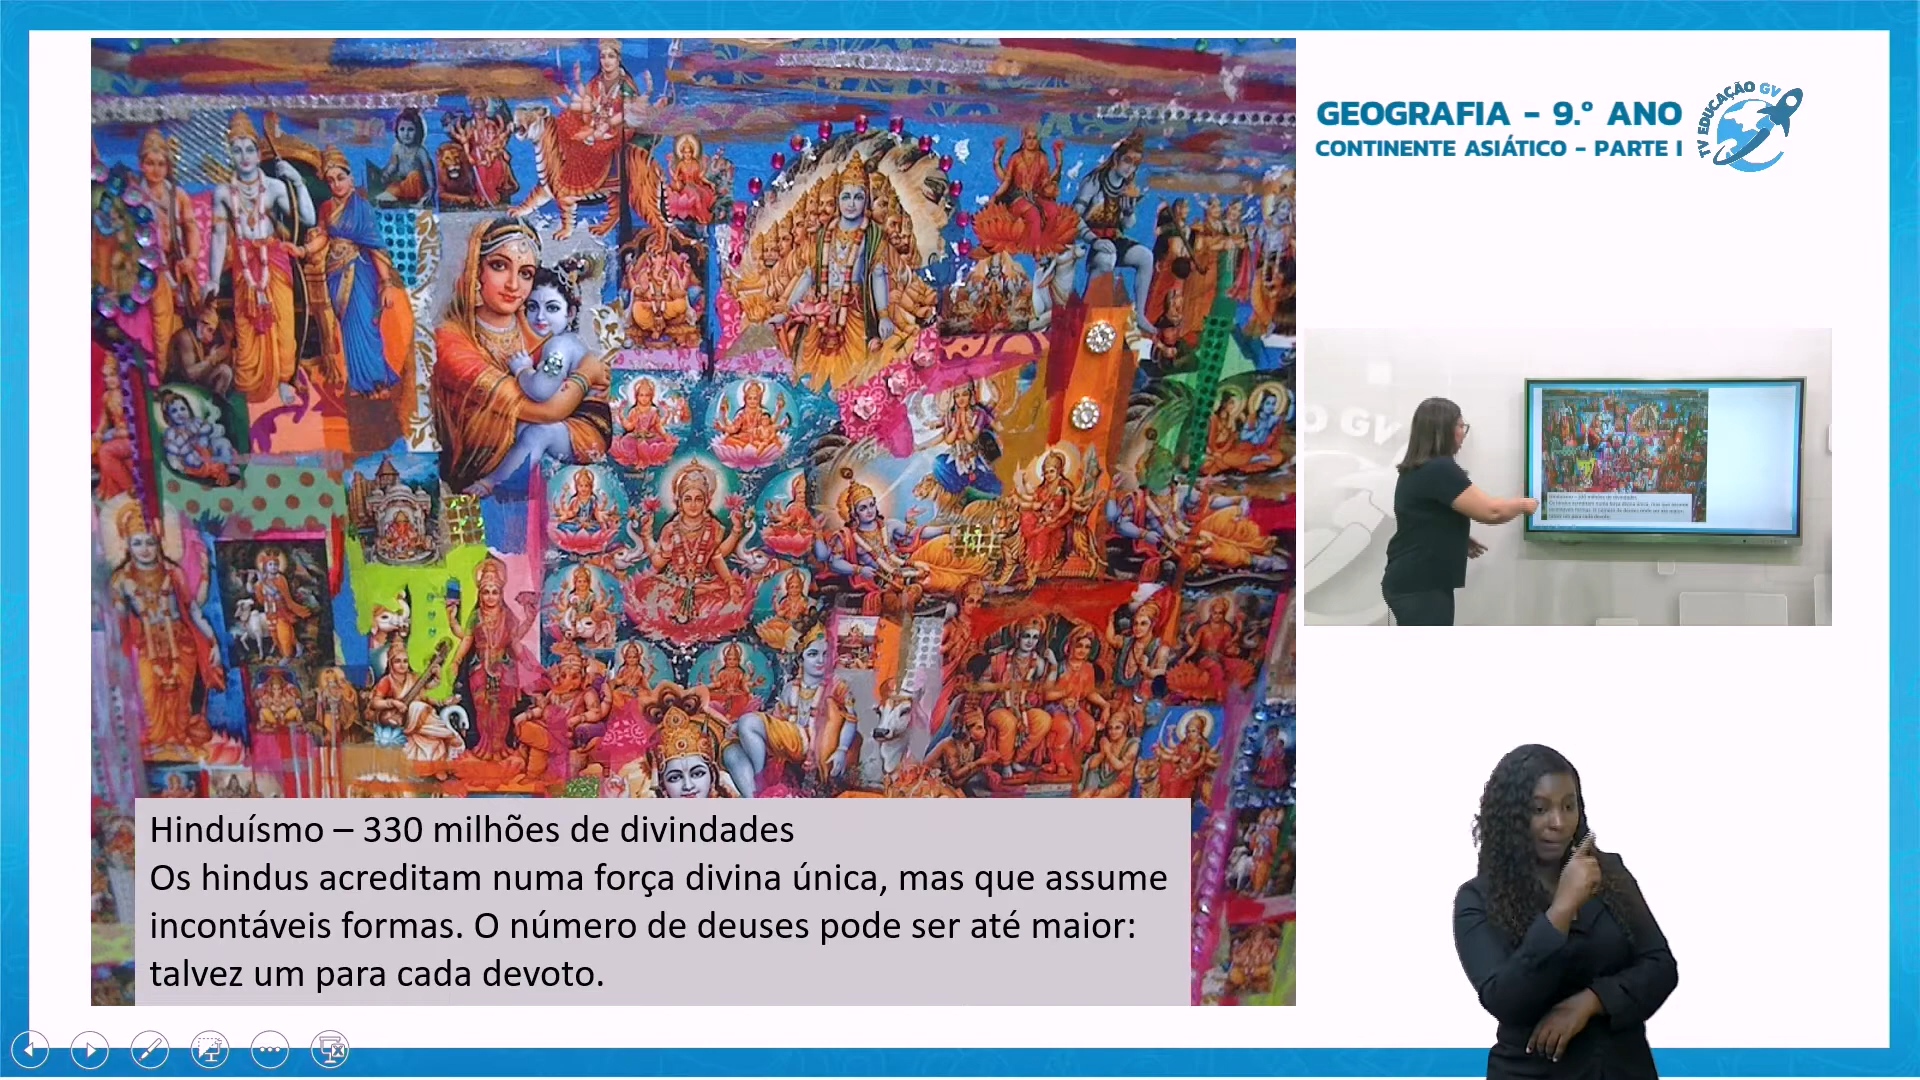 GEOGRAFIA - 9.º ANO
CONTINENTE ASIÁTICO - PARTE I
TV EDUCAÇÃO GV
O GV
Hinduísmo – 330 milhões de divindades
Os hindus acreditam numa força divina única, mas que assume
incontáveis formas. O número de deuses pode ser até maior:
talvez um para cada devoto.